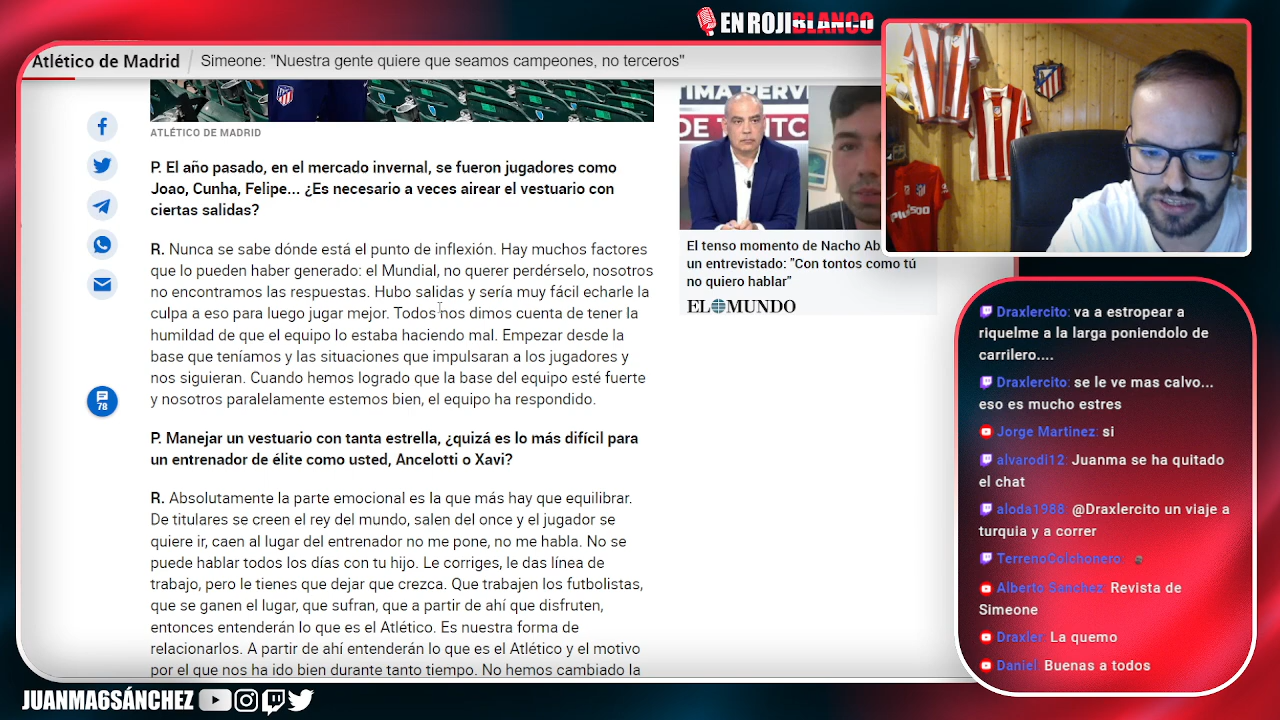 EN ROJIBLANCO
Atlético de Madrid
Simeone: "Nuestra gente quiere que seamos campeones, no terceros"
ATLÉTICO DE MADRID
P. El año pasado, en el mercado invernal, se fueron jugadores como
Joao, Cunha, Felipe... ¿Es necesario a veces airear el vestuario con
ciertas salidas?
R. Nunca se sabe dónde está el punto de inflexión. Hay muchos factores
que lo pueden haber generado: el Mundial, no querer perdérselo, nosotros
no encontramos las respuestas. Hubo salidas y sería muy fácil echarle la
culpa a eso para luego jugar mejor. Todos nos dimos cuenta de tener la
humildad de que el equipo lo estaba haciendo mal. Empezar desde la
base que teníamos y las situaciones que impulsaran a los jugadores y
nos siguieran. Cuando hemos logrado que la base del equipo esté fuerte
y nosotros paralelamente estemos bien, el equipo ha respondido.
78
P. Manejar un vestuario con tanta estrella, ¿quizá es lo más difícil para
un entrenador de élite como usted, Ancelotti o Xavi?
R. Absolutamente la parte emocional es la que más hay que equilibrar.
De titulares se creen el rey del mundo, salen del once y el jugador se
quiere ir, caen al lugar del entrenador no me pone, no me habla. No se
puede hablar todos los días con tu hijo. Le corriges, le das línea de
trabajo, pero le tienes que dejar que crezca. Que trabajen los futbolistas,
que se ganen el lugar, que sufran, que a partir de ahí que disfruten,
entonces entenderán lo que es el Atlético. Es nuestra forma de
relacionarlos. A partir de ahí entenderán lo que es el Atlético y el motivo
por el que nos ha ido bien durante tanto tiempo. No hemos cambiado la
TIMA
DE
El tenso momento de Nacho Ab
un entrevistado: "Con tontos como tú
no quiero hablar"
EL MUNDO
Plus500
Draxlercito: va a estropear a
riquelme a la larga poniendolo de
carrilero....
Draxlercito: se le ve mas calvo...
eso es mucho estres
Jorge Martinez: si
alvarodi12: Juanma se ha quitado
el chat
aloda1988: @Draxlercito un viaje a
turquia y a correr
TerrenoColchonero:
Alberto Sanchez: Revista de
Simeone
Draxler: La quemo
Daniel: Buenas a todos
JUANMA6SÁNCHEZ